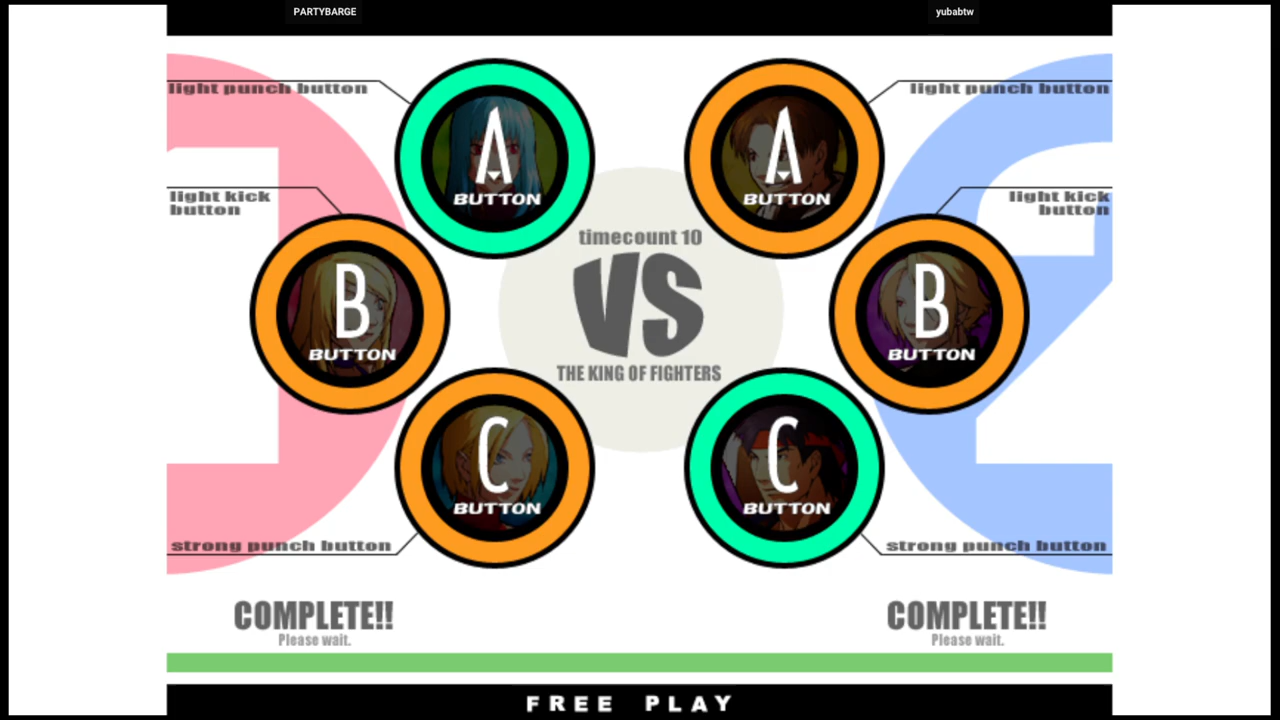 PARTYBARGE
yubabtw
light punch button
light punch button
A
BUTTON
A
BUTTON
light kick
button
light kick
button
timecount 10
VS
THE KING OF FIGHTERS
B
BUTTON
B
BUTTON
C
BUTTON
C
BUTTON
strong punch button
strong punch button
COMPLETE!!
Please wait.
COMPLETE!!
Please wait.
FREE PLAY
1
2